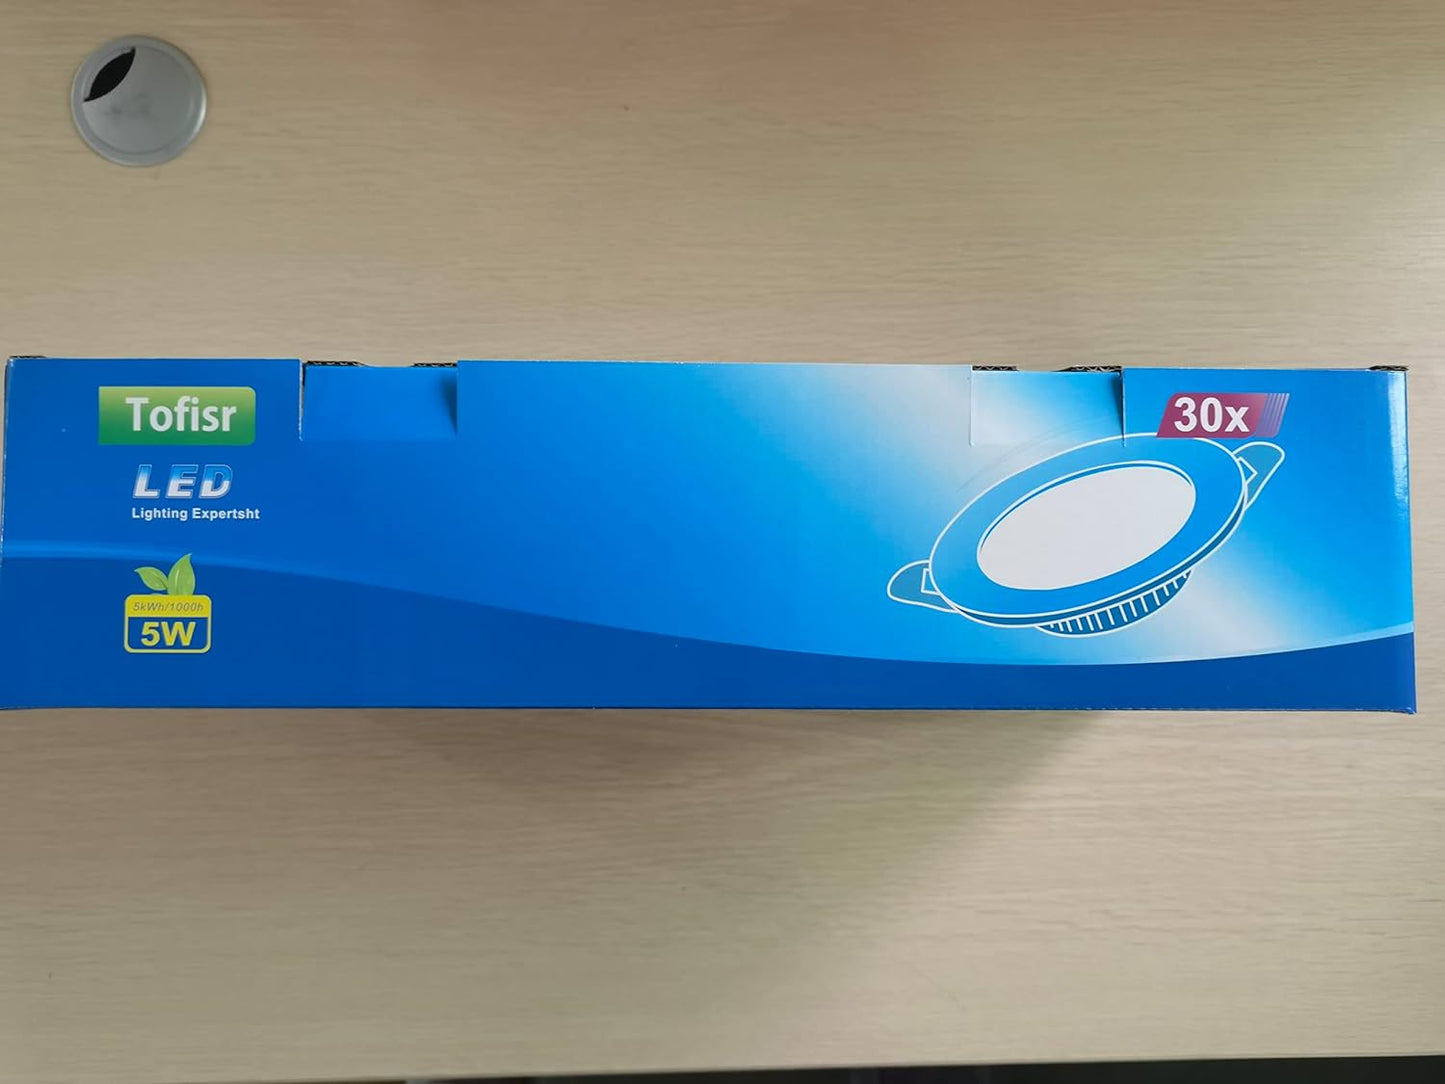 Tofisr
30x
LED
Lighting Expertsht
5kWh/1000h
5W